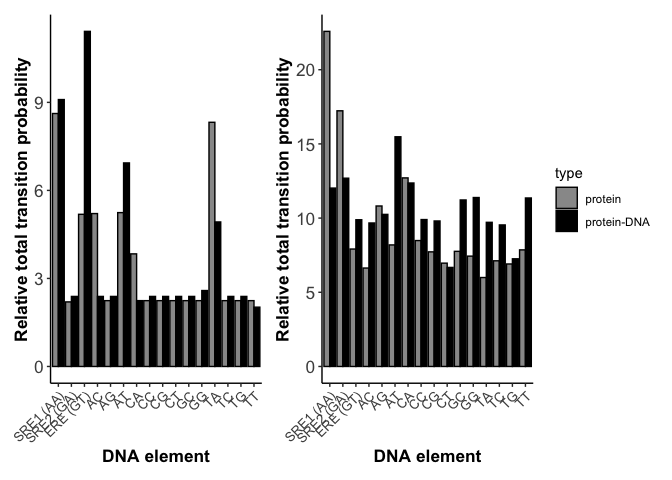 Relative total transition probability
9
6
3
0
SRE1 (AA)
SRE2 (GA)
ERE (GT)
AC
AG
AT
CA
CC
CG
CT
GC
GG
TA
TC
TG
TT
DNA element
Relative total transition probability
20
15
10
5
0
SRE1 (AA)
SRE2 (GA)
ERE (GT)
AC
AG
AT
CA
CC
CG
CT
GC
GG
TA
TC
TG
TT
DNA element
type
protein
protein-DNA